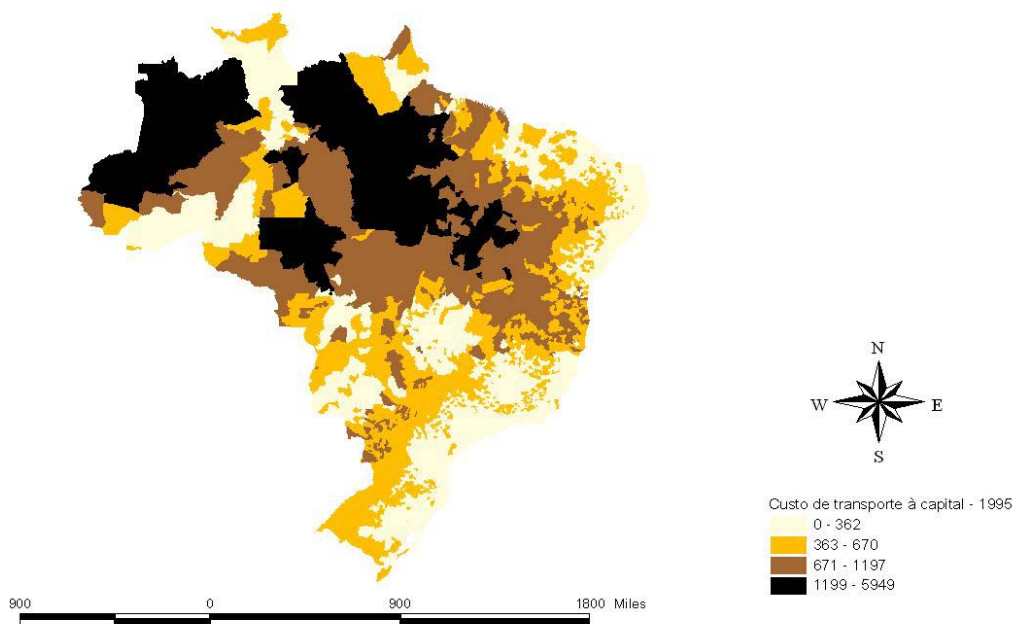 N
W E
S
Custo de transporte à capital - 1995
0 - 362
363 - 670
671 - 1197
1199 - 5949
900 0 900 1800 Miles